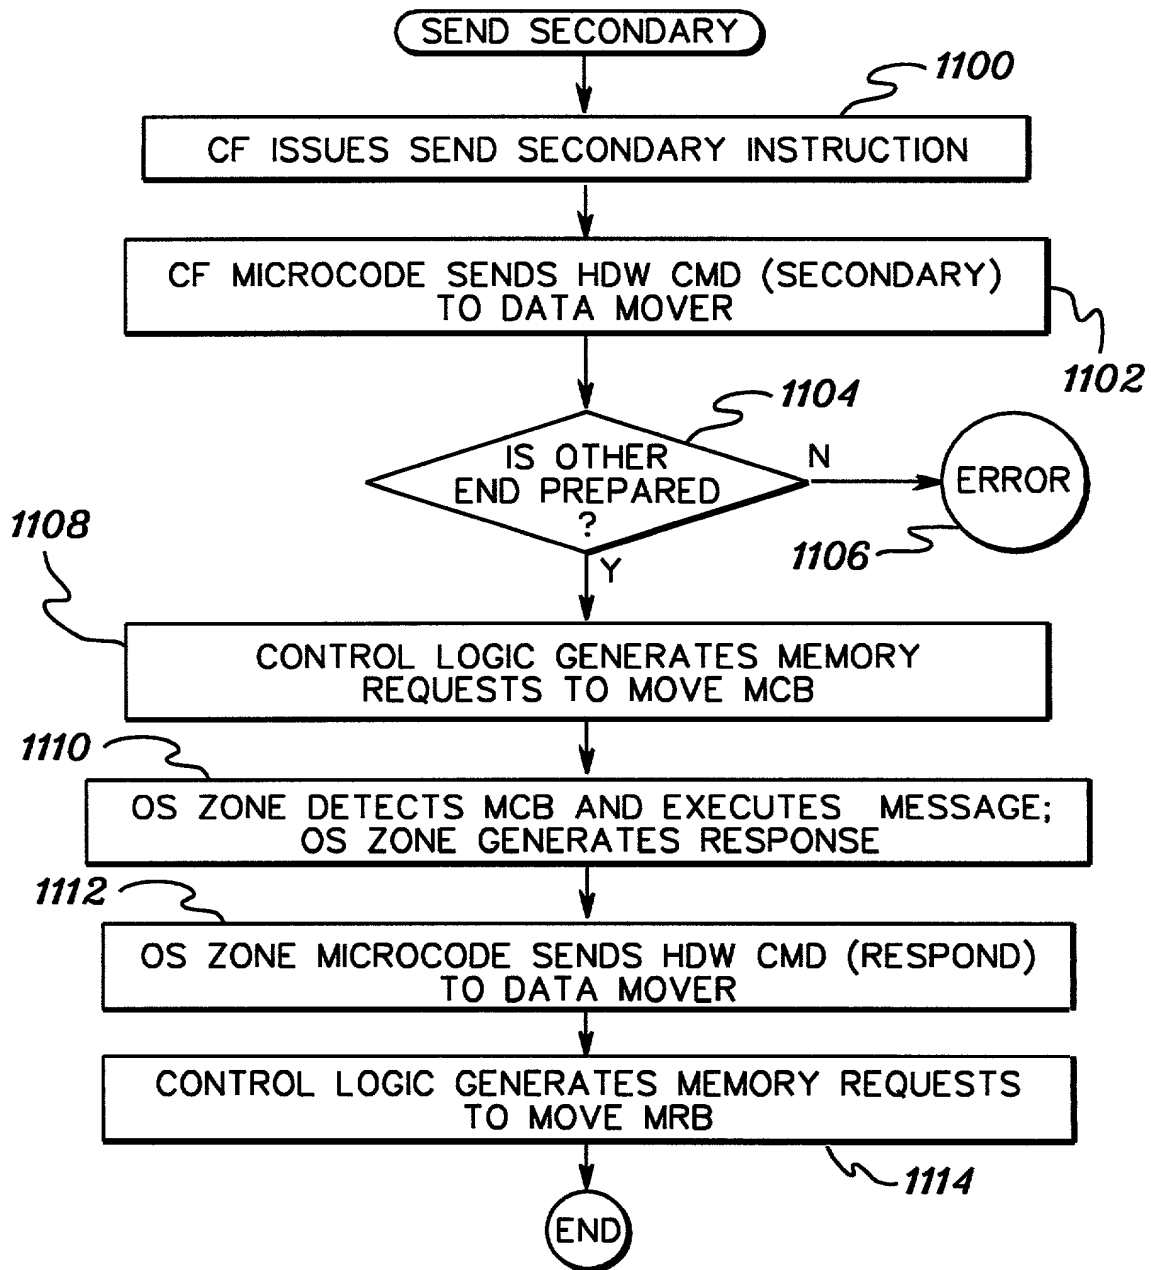 SEND SECONDARY
1100
CF ISSUES SEND SECONDARY INSTRUCTION
CF MICROCODE SENDS HDW CMD (SECONDARY)
TO DATA MOVER
1102
1104
IS OTHER
END PREPARED
?
N
ERROR
1106
Y
1108
CONTROL LOGIC GENERATES MEMORY
REQUESTS TO MOVE MCB
1110
OS ZONE DETECTS MCB AND EXECUTES MESSAGE;
OS ZONE GENERATES RESPONSE
1112
OS ZONE MICROCODE SENDS HDW CMD (RESPOND)
TO DATA MOVER
CONTROL LOGIC GENERATES MEMORY REQUESTS
TO MOVE MRB
1114
END